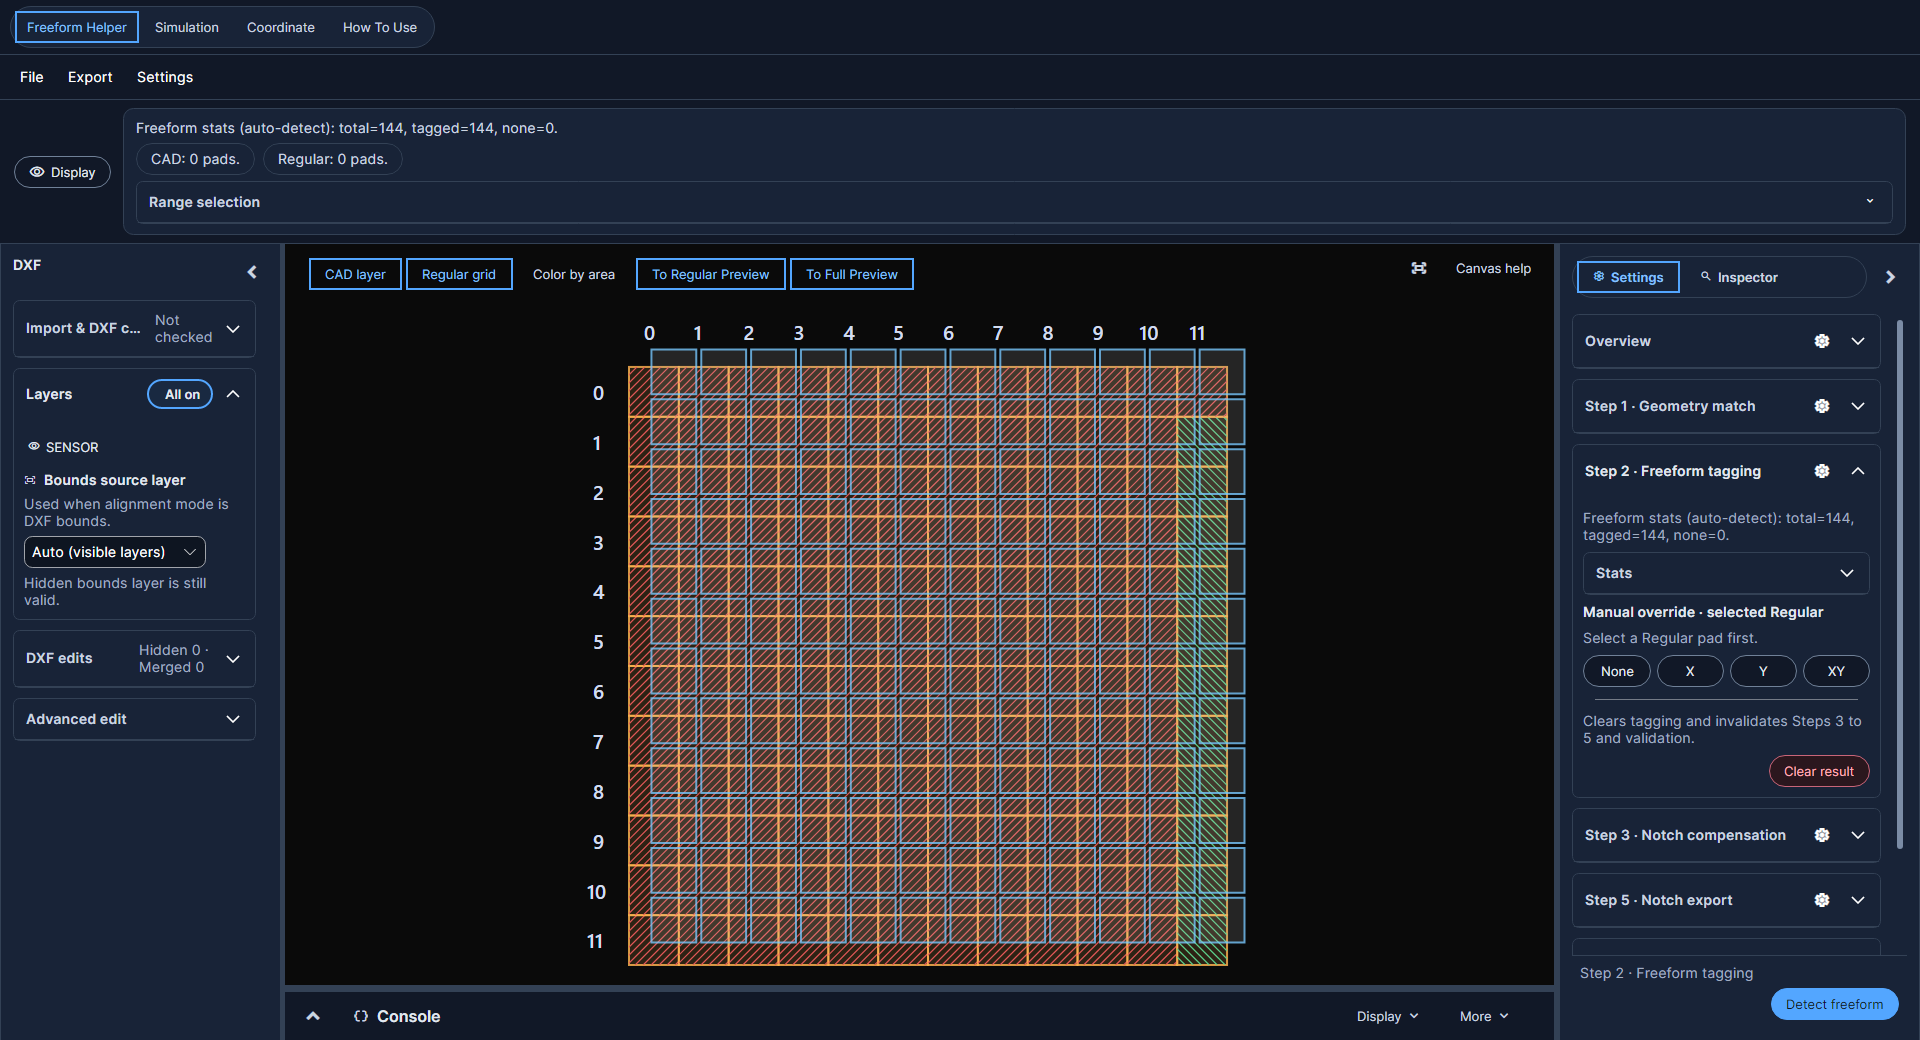 Freeform Helper
Simulation
Coordinate
How To Use
File
Export
Settings
Display
Freeform stats (auto-detect): total=144, tagged=144, none=0.
CAD: 0 pads.
Regular: 0 pads.
Range selection
DXF
Import & DXF c...
Not
checked
Layers
All on
SENSOR
Bounds source layer
Used when alignment mode is
DXF bounds.
Auto (visible layers)
Hidden bounds layer is still
valid.
DXF edits
Hidden 0 ·
Merged 0
Advanced edit
CAD layer
Regular grid
Color by area
To Regular Preview
To Full Preview
Canvas help
0 1 2 3 4 5 6 7 8 9 10 11
0
1
2
3
4
5
6
7
8
9
10
11
Console
Display
More
Settings
Inspector
Overview
Step 1 · Geometry match
Step 2 · Freeform tagging
Freeform stats (auto-detect): total=144,
tagged=144, none=0.
Stats
Manual override · selected Regular
Select a Regular pad first.
None
X
Y
XY
Clears tagging and invalidates Steps 3 to
5 and validation.
Clear result
Step 3 · Notch compensation
Step 5 · Notch export
Step 2 · Freeform tagging
Detect freeform